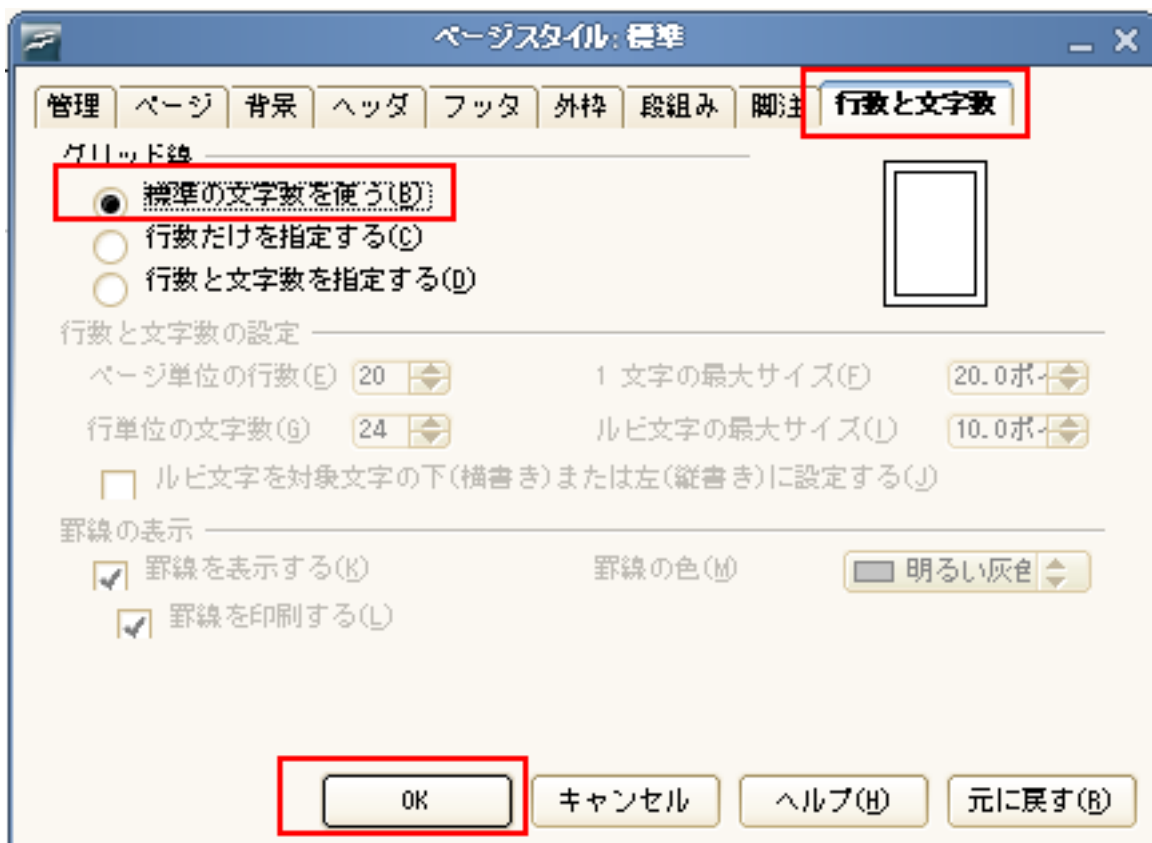 ページスタイル: 標準
管理 ページ 背景 ヘッダ フッタ 外枠 段組み 脚注 行数と文字数
グリッド線
標準の文字数を使う(B)
行数だけを指定する(C)
行数と文字数を指定する(D)
行数と文字数の設定
ページ単位の行数(E) 20 1 文字の最大サイズ(F) 20.0ポイ
行単位の文字数(G) 24 ルビ文字の最大サイズ(I) 10.0ポイ
ルビ文字を対象文字の下(横書き)または左(縦書き)に設定する(J)
罫線の表示
罫線を表示する(K) 罫線の色(M) 明るい灰色
罫線を印刷する(L)
OK キャンセル ヘルプ(H) 元に戻す(R)